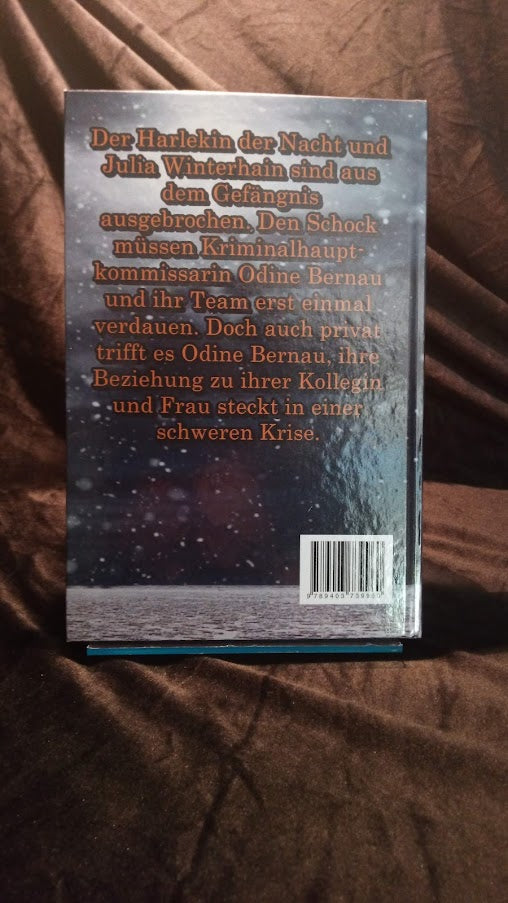 Der Harlekin der Nacht und
Julia Winterhain sind aus
dem Gefängnis
ausgebrochen. Den Schock
müssen Kriminalhaupt-
kommissarin Odine Bernau
und ihr Team erst einmal
verdauen. Doch auch privat
trifft es Odine Bernau, ihre
Beziehung zu ihrer Kollegin
und Frau steckt in einer
schweren Krise.